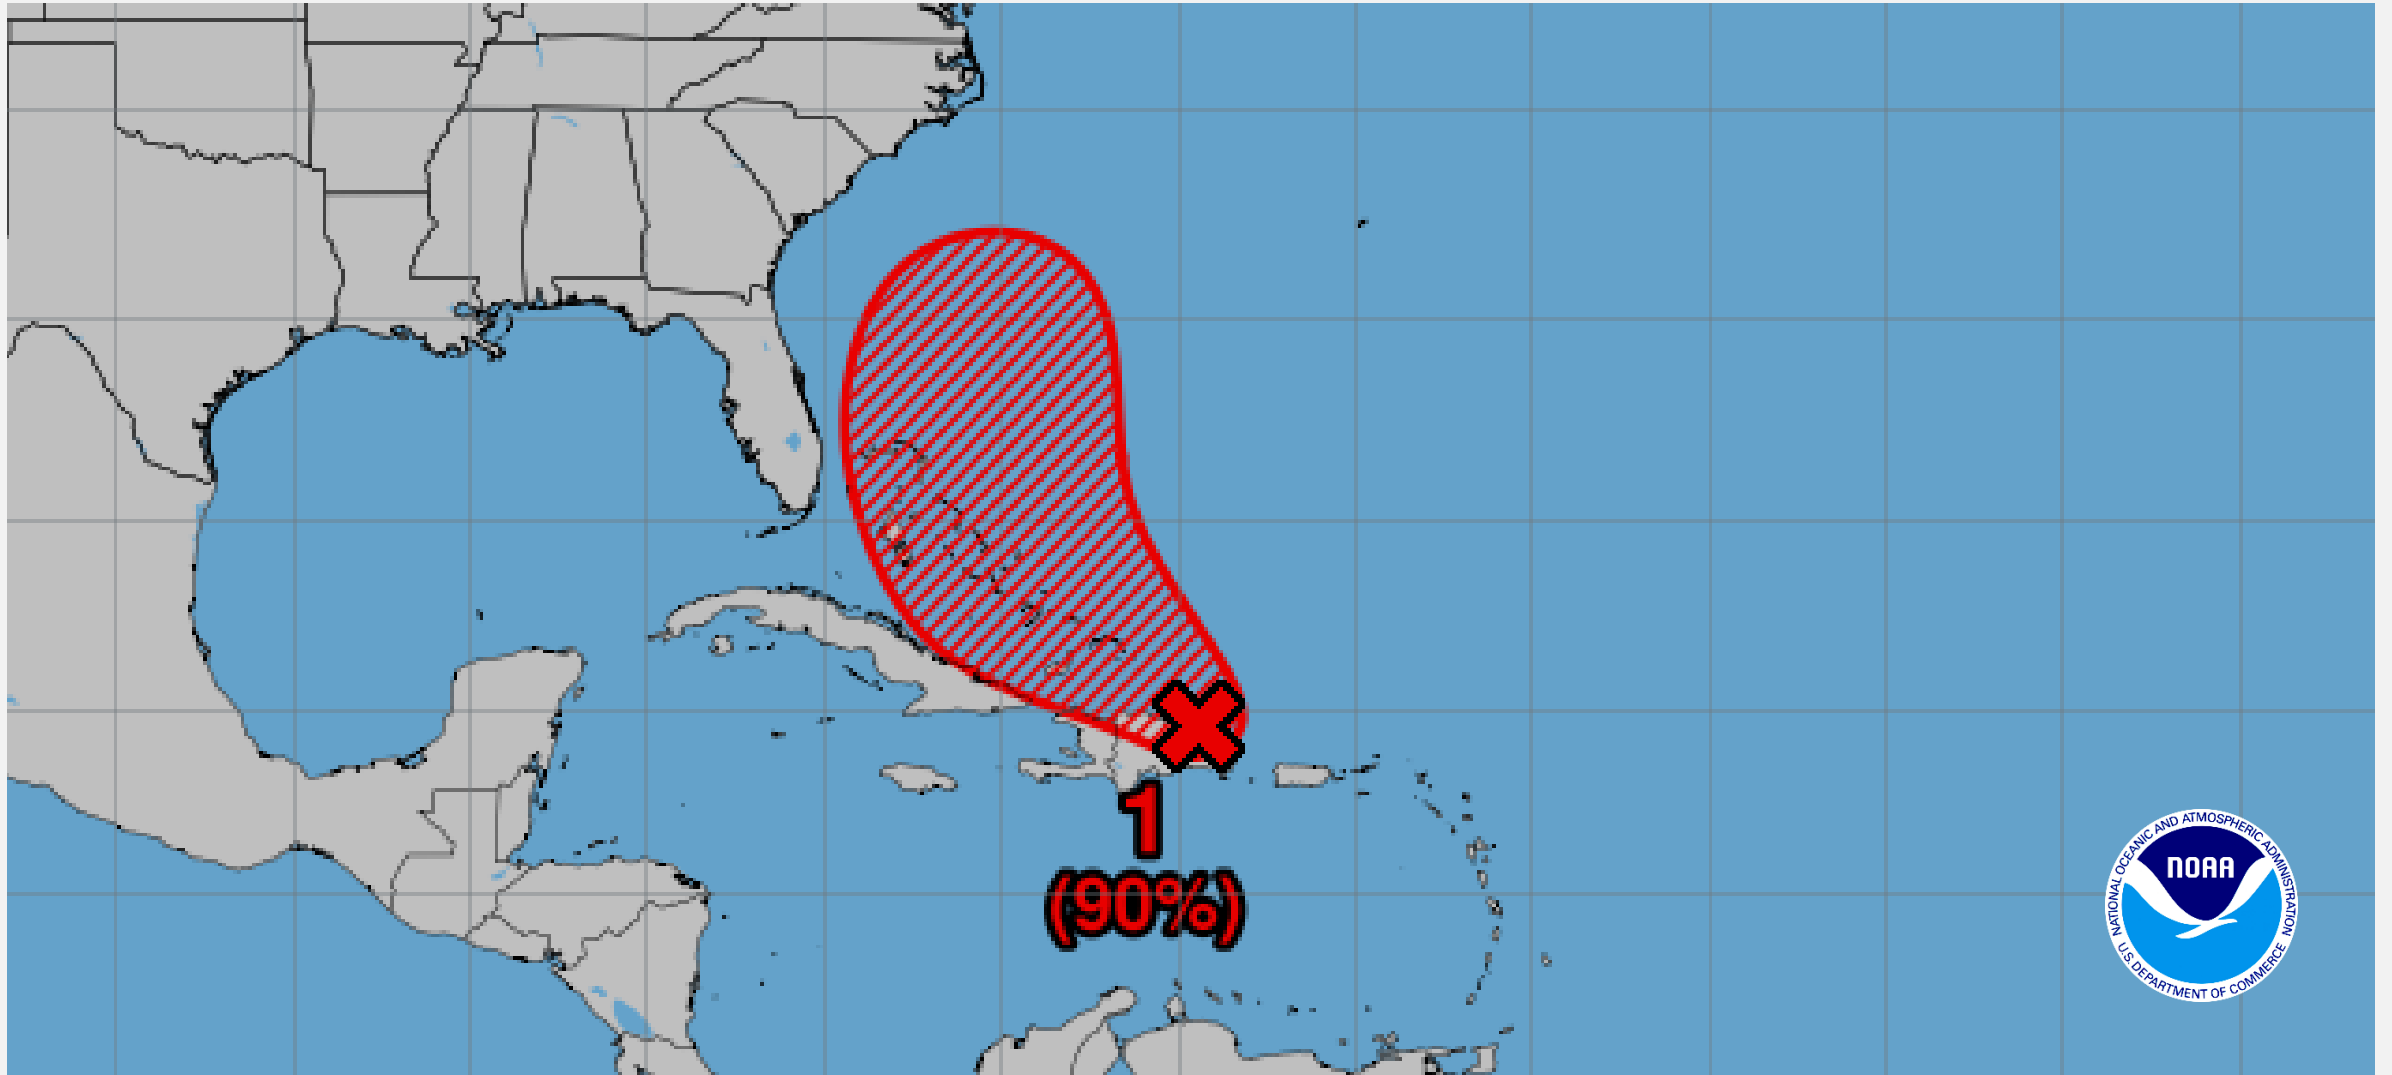 1
(90%)
NOAA
NATIONAL OCEANIC AND ATMOSPHERIC ADMINISTRATION
U.S. DEPARTMENT OF COMMERCE